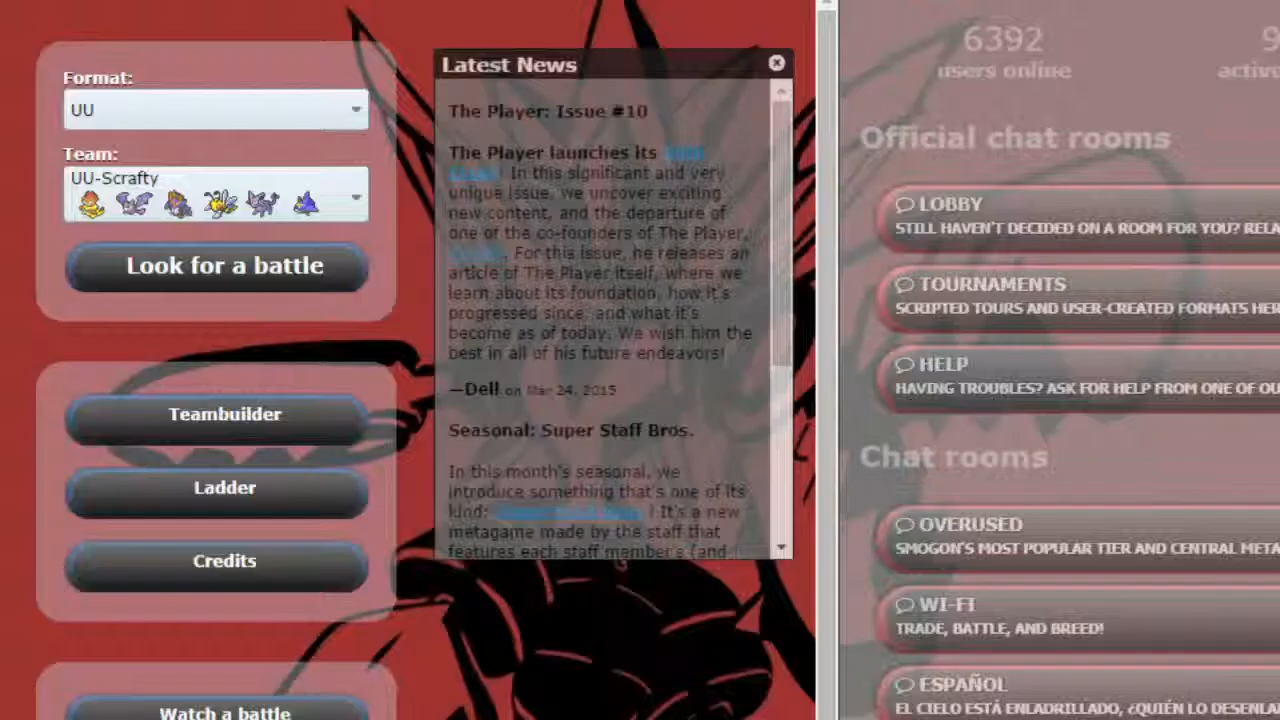 Format:
UU
Team:
UU-Scrafty
Look for a battle
Teambuilder
Ladder
Credits
Watch a battle
Latest News
The Player: Issue #10
The Player launches its
! In this significant and very
unique issue, we uncover exciting
new content, and the departure of
one of the co-founders of The Player,
. For this issue, he releases an
article of The Player itself, where we
learn about its foundation, how it's
progressed since, and what it's
become as of today. We wish him the
best in all of his future endeavors!
—Dell on Mar 24, 2015
Seasonal: Super Staff Bros.
In this month's seasonal, we
introduce something that's one of its
kind: ! It's a new
metagame made by the staff that
features each staff member's (and
6392
users online
9
activ
Official chat rooms
LOBBY
STILL HAVEN'T DECIDED ON A ROOM FOR YOU? RELA
TOURNAMENTS
SCRIPTED TOURS AND USER-CREATED FORMATS HER
HELP
HAVING TROUBLES? ASK FOR HELP FROM ONE OF OU
Chat rooms
OVERUSED
SMOGON'S MOST POPULAR TIER AND CENTRAL META
WI-FI
TRADE, BATTLE, AND BREED!
ESPAÑOL
EL CIELO ESTÁ ENLADRILLADO, ¿QUIÉN LO DESENLA